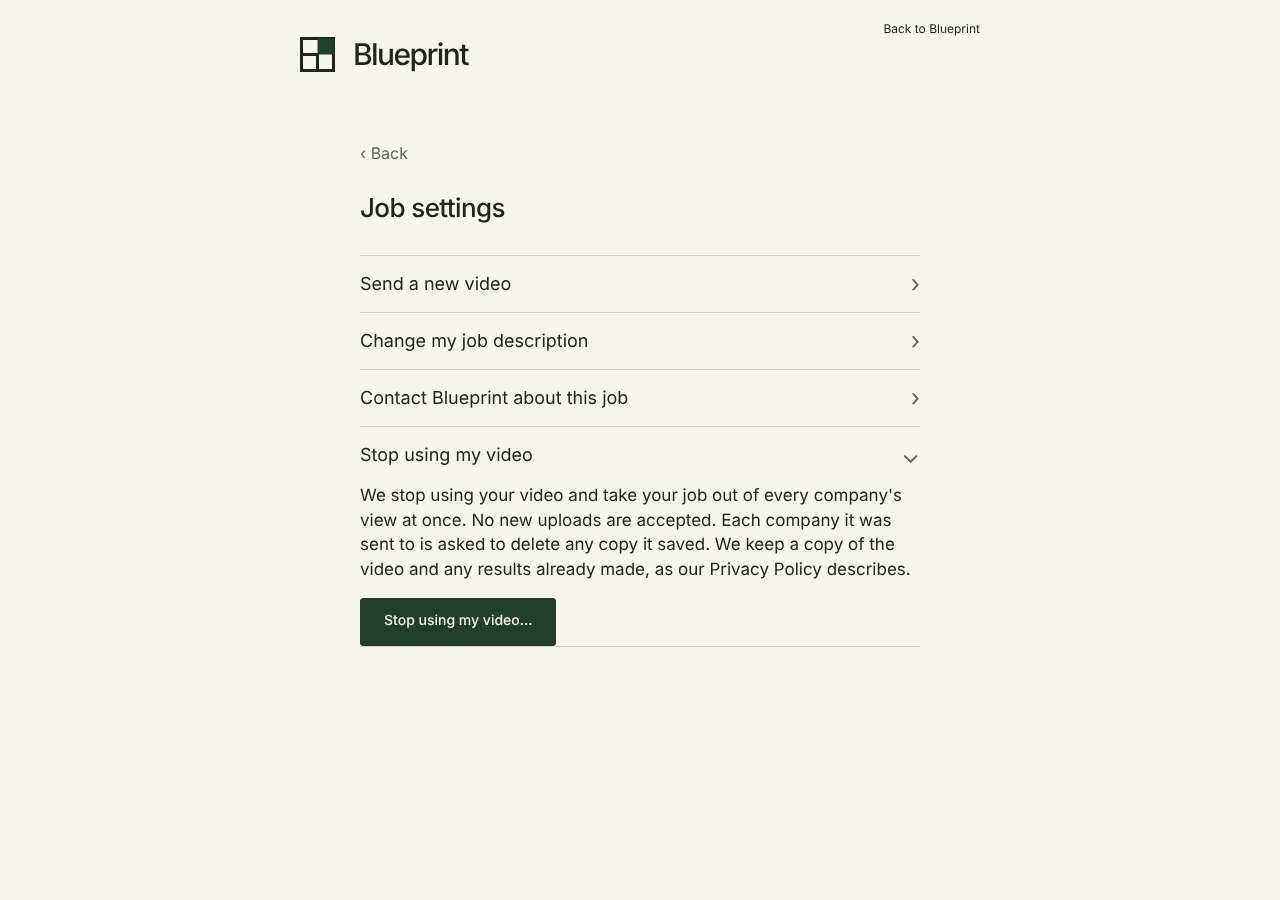 Back to Blueprint
Blueprint
‹ Back
Job settings
Send a new video
Change my job description
Contact Blueprint about this job
Stop using my video
We stop using your video and take your job out of every company's
view at once. No new uploads are accepted. Each company it was
sent to is asked to delete any copy it saved. We keep a copy of the
video and any results already made, as our Privacy Policy describes.
Stop using my video...